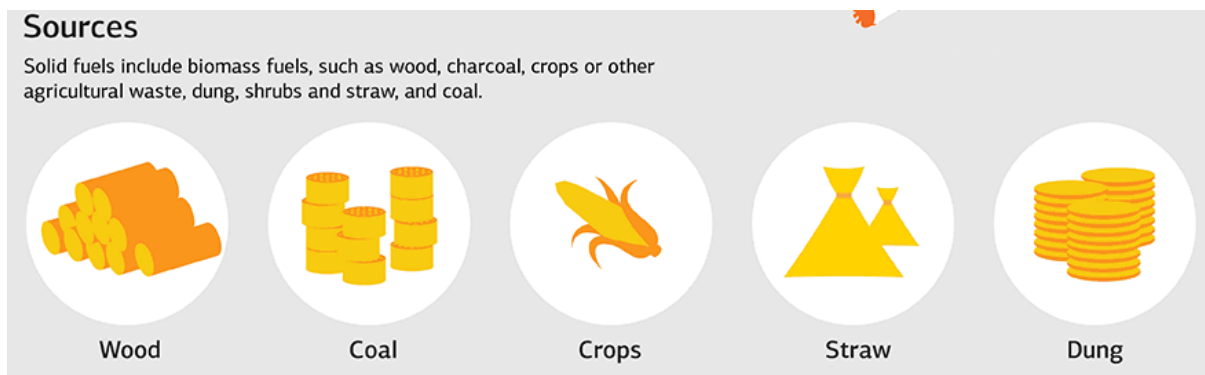 Sources
Solid fuels include biomass fuels, such as wood, charcoal, crops or other
agricultural waste, dung, shrubs and straw, and coal.
Wood
Coal
Crops
Straw
Dung